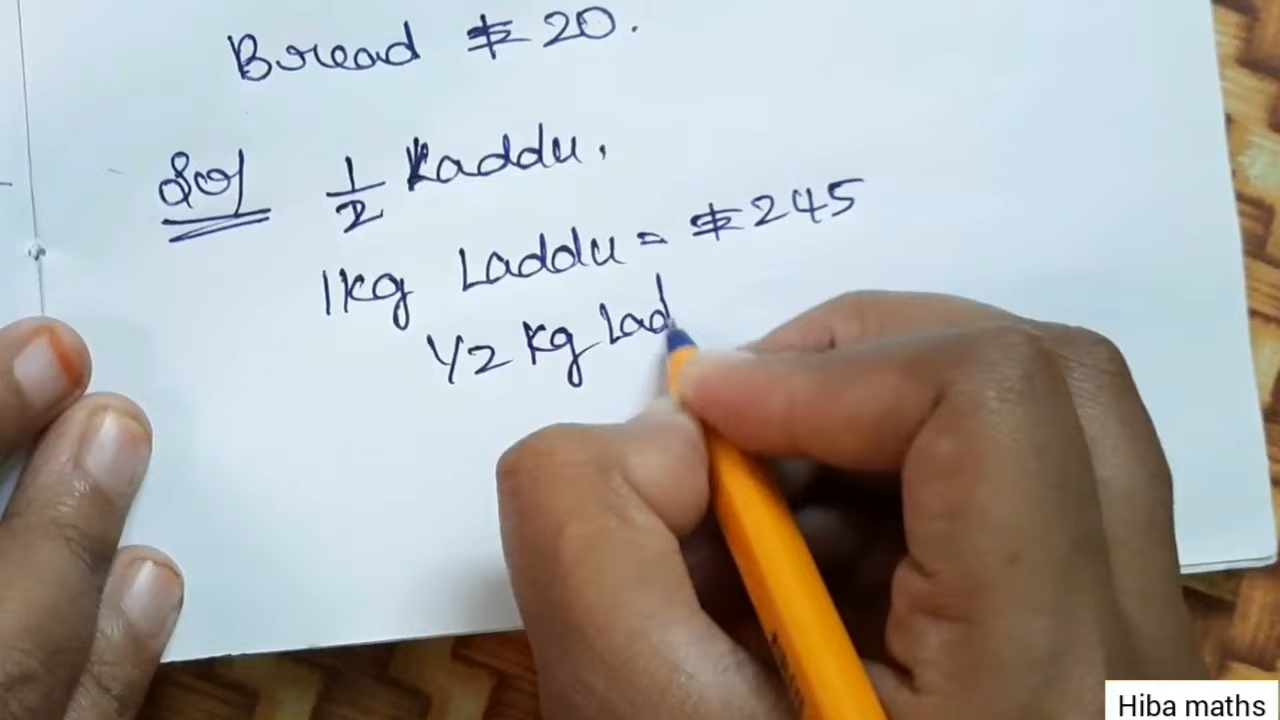 Bread ₹ 20.
Sol
1/2 Laddu.
1kg Laddu = ₹ 245
1/2 kg Lad
Hiba maths